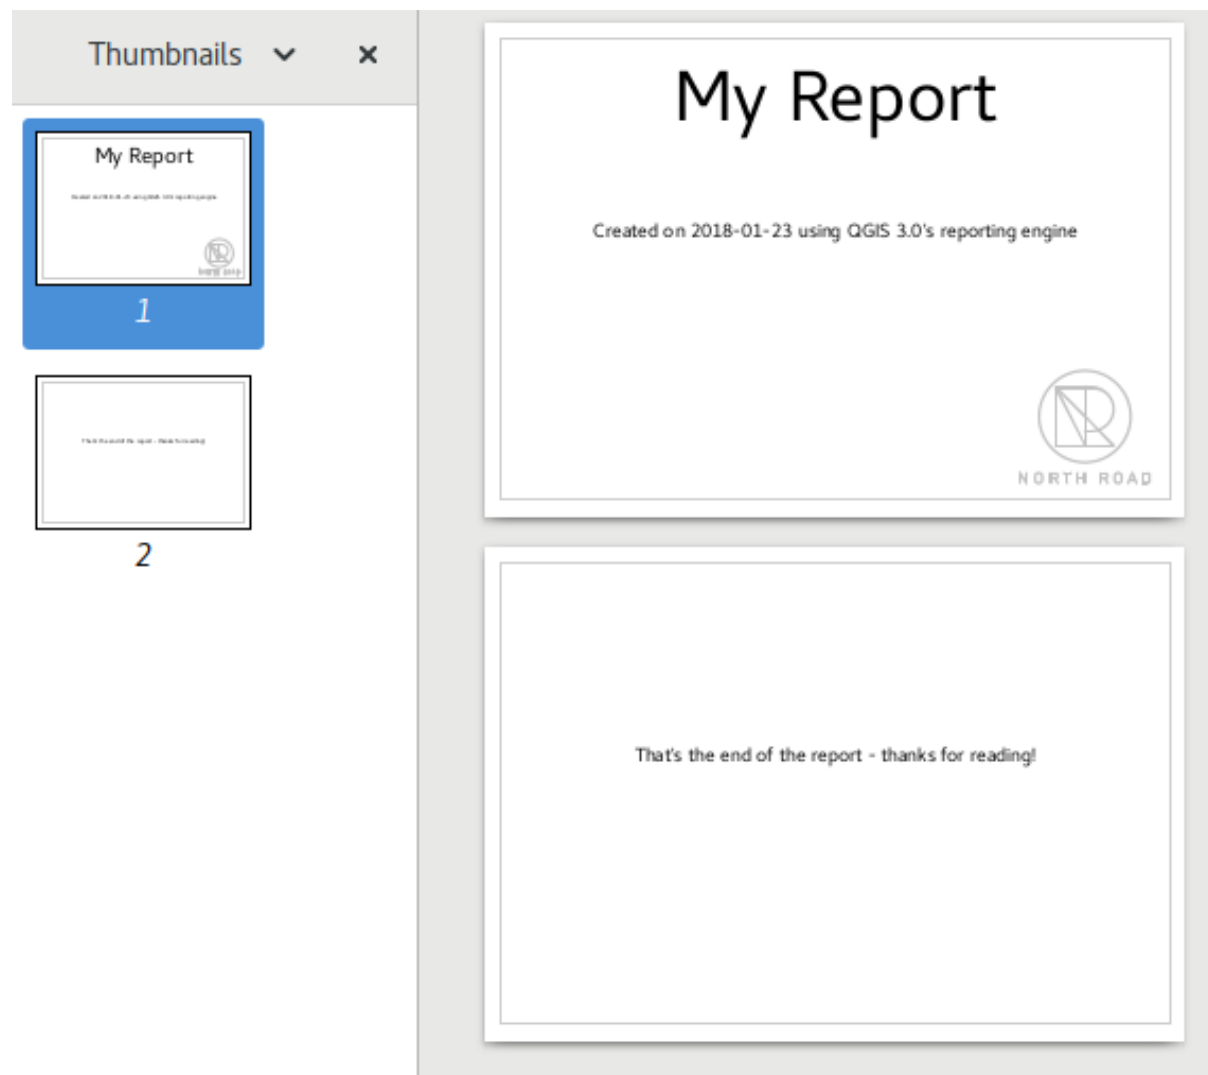 Thumbnails
My Report
1
2
My Report
Created on 2018-01-23 using QGIS 3.0's reporting engine
NORTH ROAD
That's the end of the report - thanks for reading!